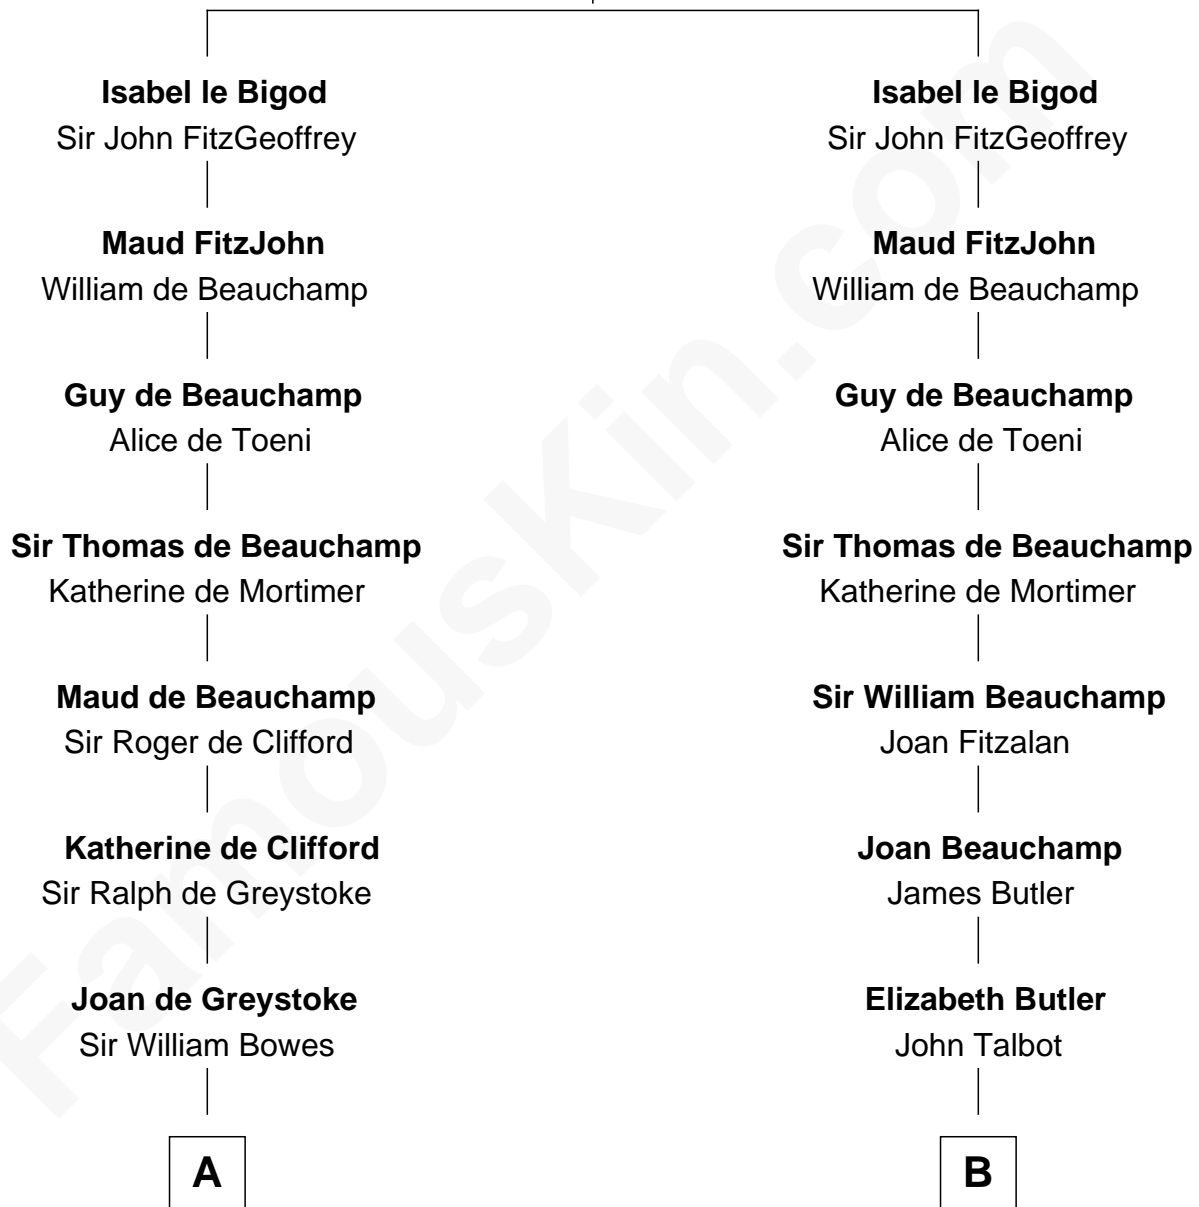 Isabel le Bigod
Sir John FitzGeoffrey
Maud FitzJohn
William de Beauchamp
Guy de Beauchamp
Alice de Toeni
Sir Thomas de Beauchamp
Katherine de Mortimer
Maud de Beauchamp
Sir Roger de Clifford
Katherine de Clifford
Sir Ralph de Greystoke
Joan de Greystoke
Sir William Bowes
A
Isabel le Bigod
Sir John FitzGeoffrey
Maud FitzJohn
William de Beauchamp
Guy de Beauchamp
Alice de Toeni
Sir Thomas de Beauchamp
Katherine de Mortimer
Sir William Beauchamp
Joan Fitzalan
Joan Beauchamp
James Butler
Elizabeth Butler
John Talbot
B
FamousKin.com